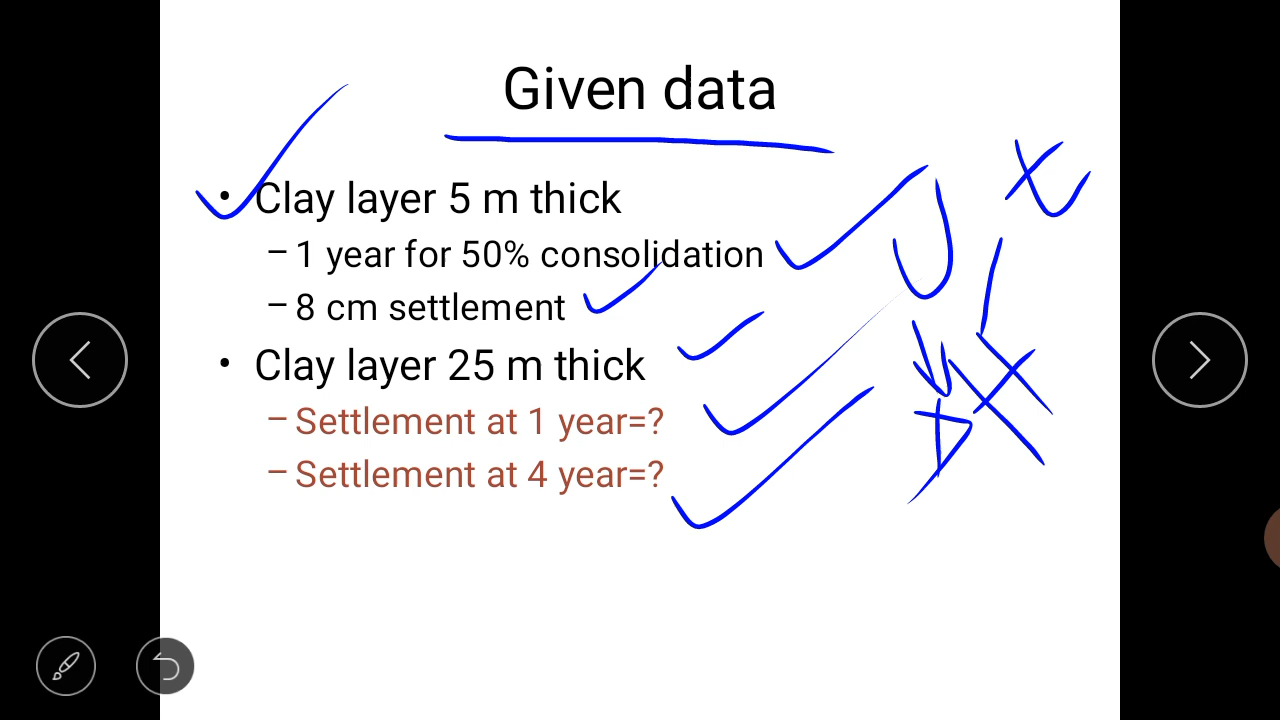 Given data
• Clay layer 5 m thick
– 1 year for 50% consolidation
– 8 cm settlement
• Clay layer 25 m thick
– Settlement at 1 year=?
– Settlement at 4 year=?